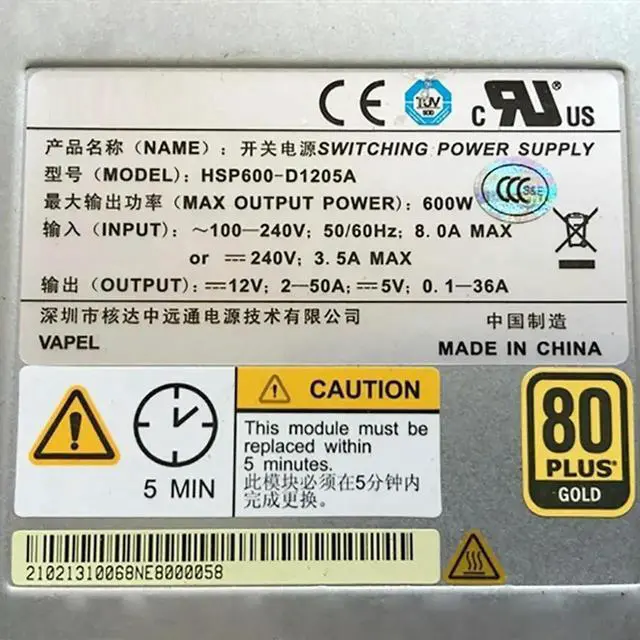 CE TÜV SÜD c RU® US
产品名称（NAME）：开关电源SWITCHING POWER SUPPLY
型号（MODEL）：HSP600-D1205A
最大输出功率（MAX OUTPUT POWER）：600W
CCC S&E
输入（INPUT）：~100—240V；50/60Hz；8.0A MAX
or ⎓240V；3.5A MAX
输出（OUTPUT）：⎓12V；2—50A；⎓5V；0.1—36A
深圳市核达中远通电源技术有限公司
中国制造
VAPEL
MADE IN CHINA
CAUTION
This module must be
replaced within
5 minutes.
此模块必须在5分钟内
完成更换。
5 MIN
80
PLUS®
GOLD
21021310068NE8000058